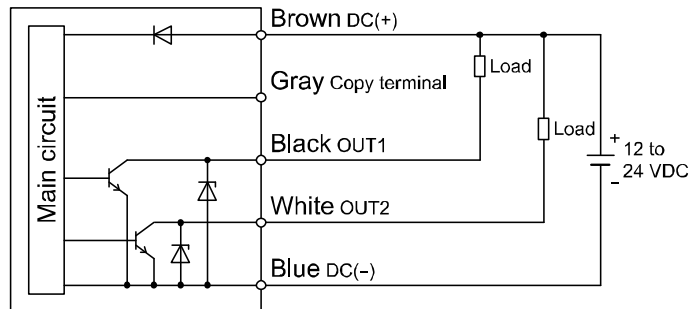 Brown DC(+)
Gray Copy terminal
Black OUT1
White OUT2
Blue DC(−)
Main circuit
Load
Load
+
12 to
24 VDC
−